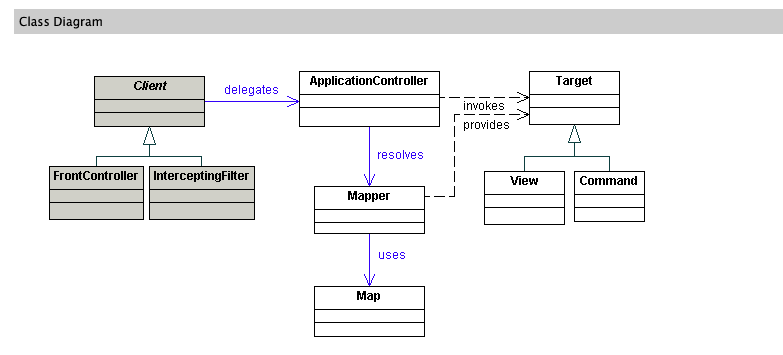 Class Diagram
Client
delegates
ApplicationController
invokes
provides
Target
resolves
FrontController
InterceptingFilter
Mapper
View
Command
uses
Map